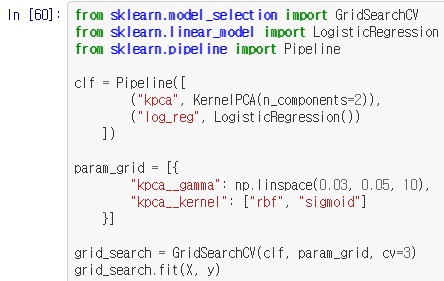 In [60]: from sklearn.model_selection import GridSearchCV
from sklearn.linear_model import LogisticRegression
from sklearn.pipeline import Pipeline
clf = Pipeline([
("kpca", KernelPCA(n_components=2)),
("log_reg", LogisticRegression())
])
param_grid = [{
"kpca__gamma": np.linspace(0.03, 0.05, 10),
"kpca__kernel": ["rbf", "sigmoid"]
}]
grid_search = GridSearchCV(clf, param_grid, cv=3)
grid_search.fit(X, y)